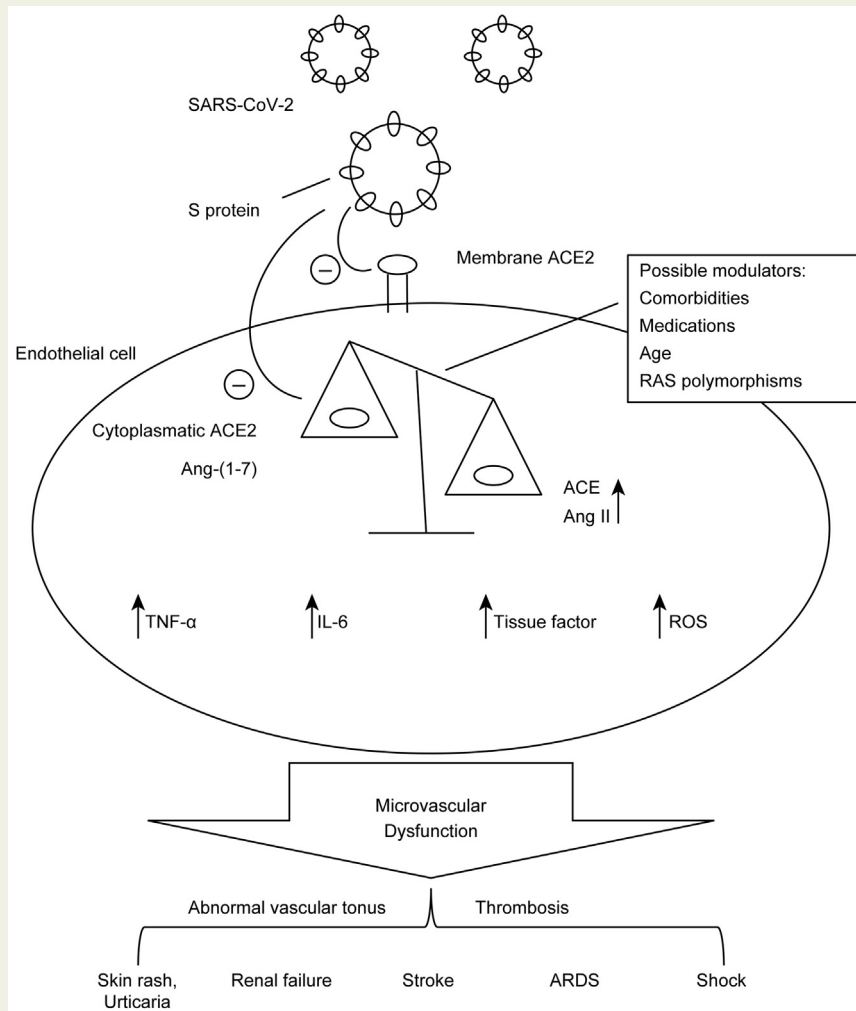 SARS-CoV-2
S protein
Membrane ACE2
Possible modulators:
Comorbidities
Medications
Age
RAS polymorphisms
Endothelial cell
Cytoplasmatic ACE2
Ang-(1-7)
ACE
Ang II
TNF-α
IL-6
Tissue factor
ROS
Microvascular
Dysfunction
Abnormal vascular tonus
Thrombosis
Skin rash,
Urticaria
Renal failure
Stroke
ARDS
Shock